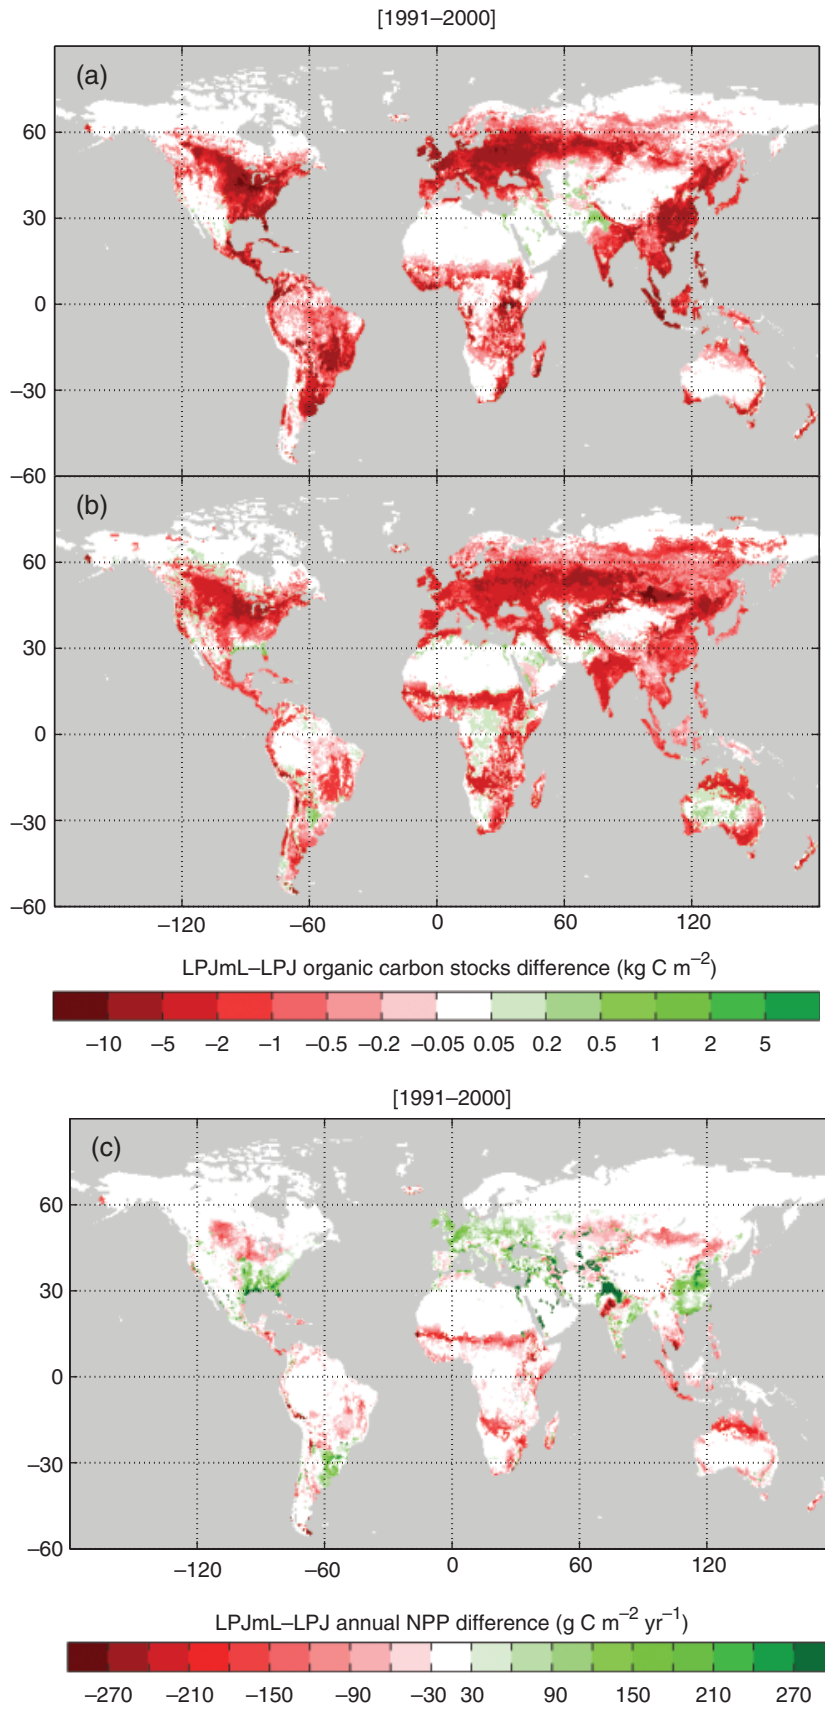 [1991–2000]
(a)
60
30
0
–30
–60
(b)
60
30
0
–30
–60
–120 –60 0 60 120
LPJmL–LPJ organic carbon stocks difference (kg C m–2)
–10 –5 –2 –1 –0.5 –0.2 –0.05 0.05 0.2 0.5 1 2 5
[1991–2000]
(c)
60
30
0
–30
–60
–120 –60 0 60 120
LPJmL–LPJ annual NPP difference (g C m–2 yr–1)
–270 –210 –150 –90 –30 30 90 150 210 270